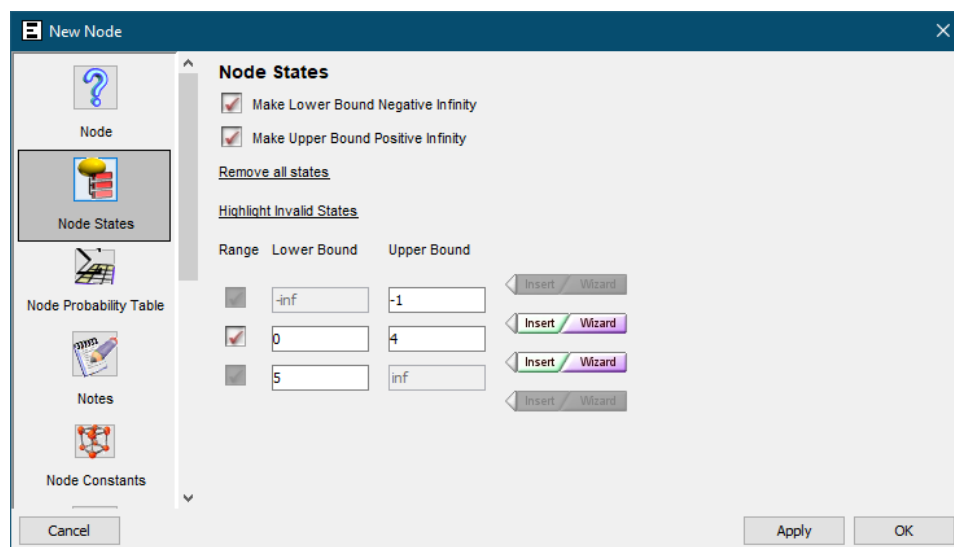 New Node
Node
Node States
Node Probability Table
Notes
Node Constants
Node States
Make Lower Bound Negative Infinity
Make Upper Bound Positive Infinity
Remove all states
Highlight Invalid States
Range Lower Bound Upper Bound
Insert Wizard
-inf -1
Insert Wizard
0 4
Insert Wizard
5 inf
Insert Wizard
Cancel Apply OK